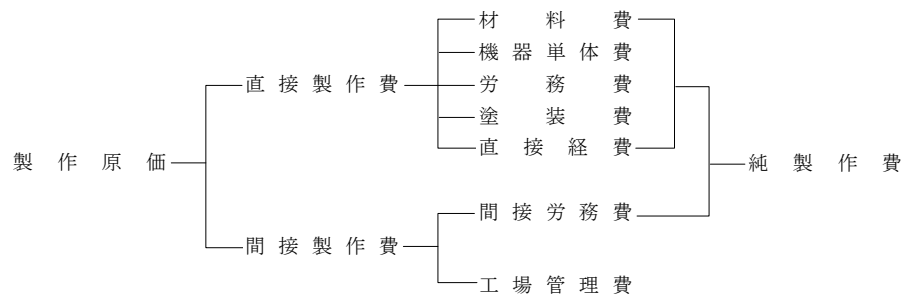 材料費
機器単体費
直接製作費
労務費
塗装費
直接経費
製作原価
純製作費
間接労務費
間接製作費
工場管理費